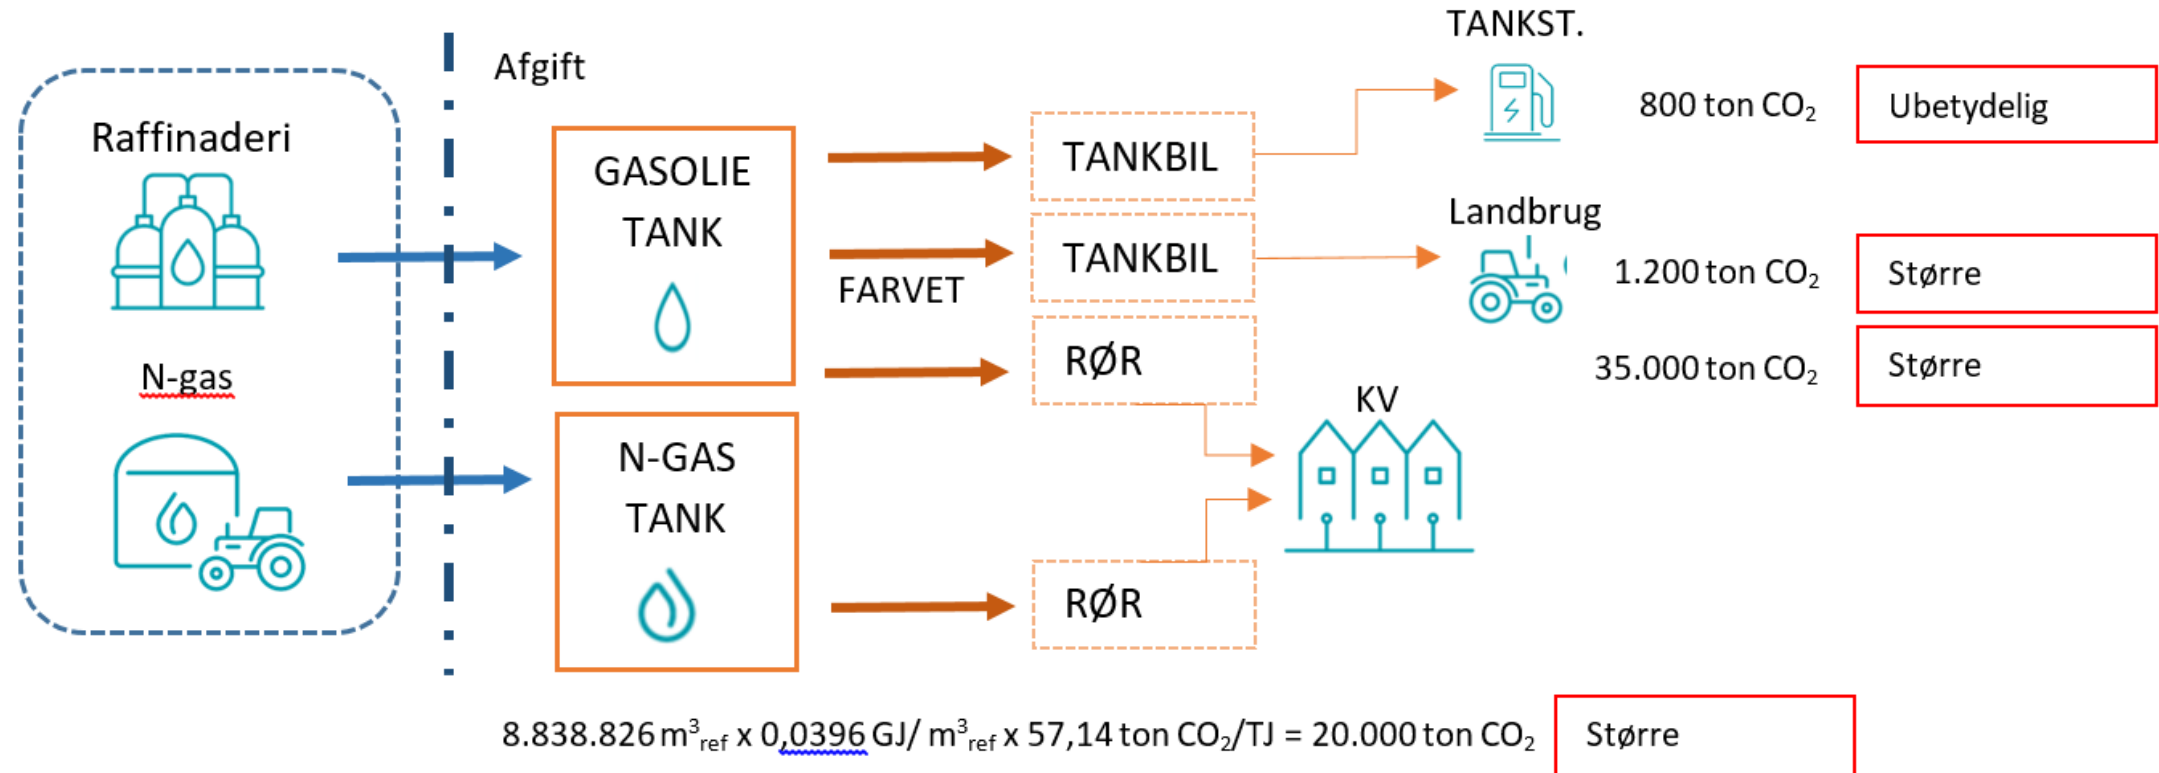 TANKST.
Afgift
800 ton CO₂
Ubetydelig
Raffinaderi
GASOLIE
TANK
TANKBIL
Landbrug
TANKBIL
FARVET
1.200 ton CO₂
Større
RØR
35.000 ton CO₂
Større
N-gas
KV
N-GAS
TANK
RØR
8.838.826 m³ref x 0,0396 GJ/ m³ref x 57,14 ton CO₂/TJ = 20.000 ton CO₂
Større